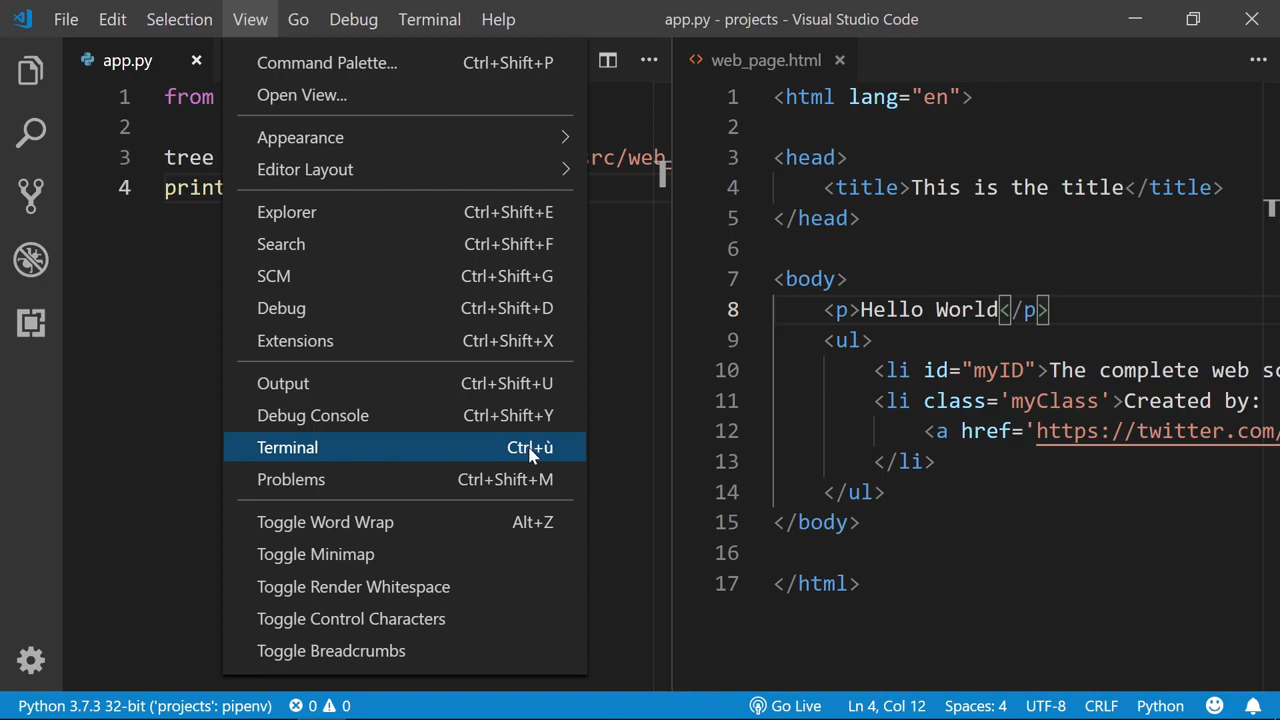 File Edit Selection View Go Debug Terminal Help app.py - projects - Visual Studio Code
app.py
1 from
2
3 tree
4 print
src/web
Command Palette... Ctrl+Shift+P
Open View...
Appearance
Editor Layout
Explorer Ctrl+Shift+E
Search Ctrl+Shift+F
SCM Ctrl+Shift+G
Debug Ctrl+Shift+D
Extensions Ctrl+Shift+X
Output Ctrl+Shift+U
Debug Console Ctrl+Shift+Y
Terminal Ctrl+ù
Problems Ctrl+Shift+M
Toggle Word Wrap Alt+Z
Toggle Minimap
Toggle Render Whitespace
Toggle Control Characters
Toggle Breadcrumbs
web_page.html
1 <html lang="en">
2
3 <head>
4 <title>This is the title</title>
5 </head>
6
7 <body>
8 <p>Hello World</p>
9 <ul>
10 <li id="myID">The complete web sc
11 <li class='myClass'>Created by:
12 <a href='https://twitter.com/
13 </li>
14 </ul>
15 </body>
16
17 </html>
Python 3.7.3 32-bit ('projects': pipenv) 0 0 Go Live Ln 4, Col 12 Spaces: 4 UTF-8 CRLF Python